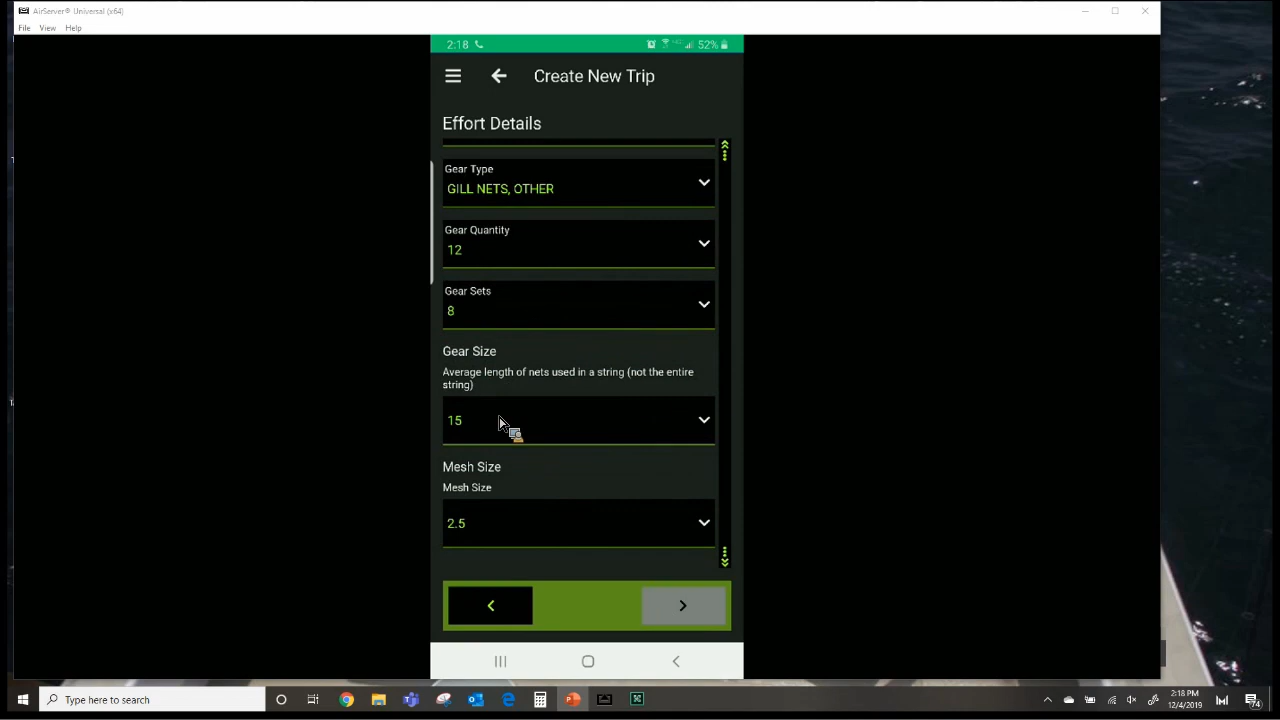 AirServer® Universal (x64)
File View Help
2:18 52%
Create New Trip
Effort Details
Gear Type
GILL NETS, OTHER
Gear Quantity
12
Gear Sets
8
Gear Size
Average length of nets used in a string (not the entire
string)
15
Mesh Size
Mesh Size
2.5
Type here to search
2:18 PM
12/4/2019
74